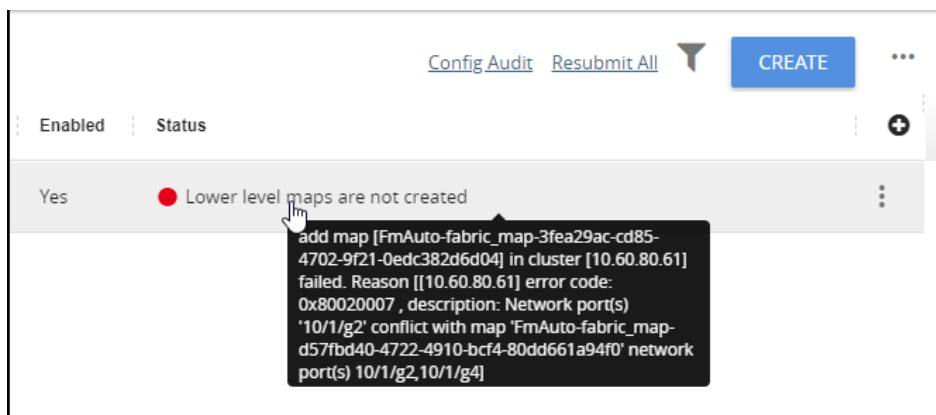 Config Audit Resubmit All CREATE
Enabled Status
Yes Lower level maps are not created
add map [FmAuto-fabric_map-3fea29ac-cd85-
4702-9f21-0edc382d6d04] in cluster [10.60.80.61]
failed. Reason [[10.60.80.61] error code:
0x80020007 , description: Network port(s)
'10/1/g2' conflict with map 'FmAuto-fabric_map-
d57fbd40-4722-4910-bcf4-80dd661a94f0' network
port(s) 10/1/g2,10/1/g4]